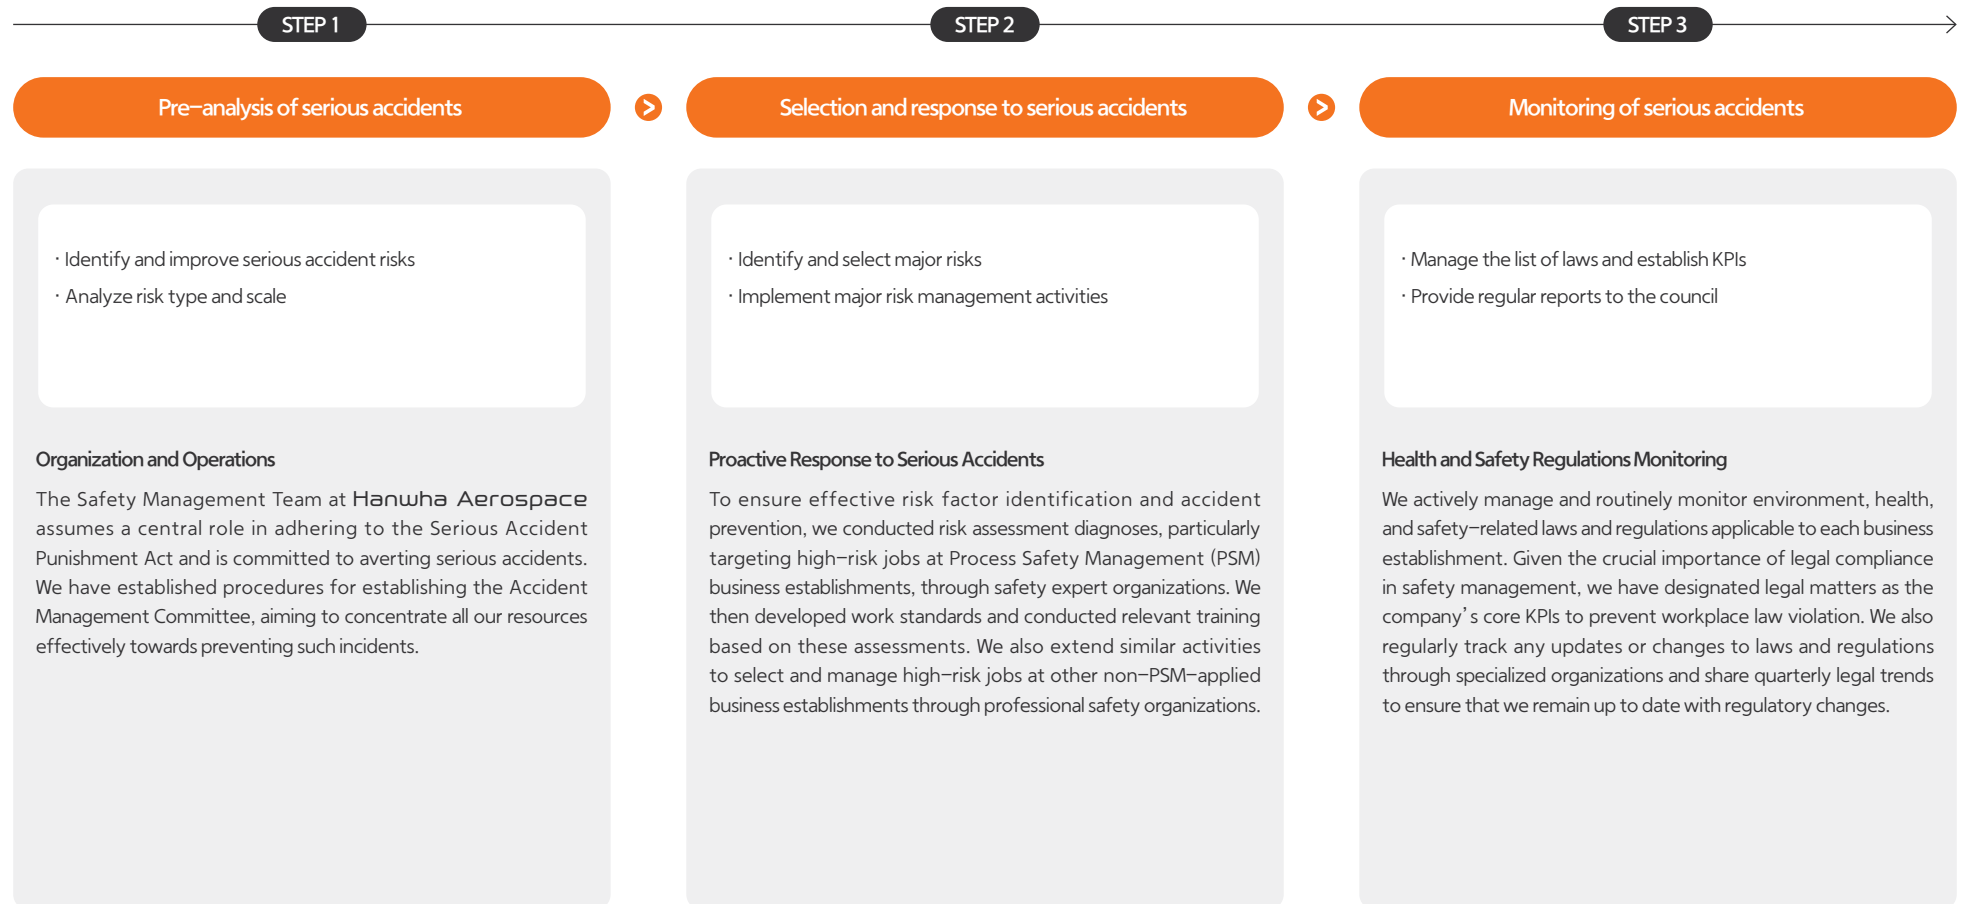 STEP 1
STEP 2
STEP 3
Pre-analysis of serious accidents
Selection and response to serious accidents
Monitoring of serious accidents
· Identify and improve serious accident risks
· Analyze risk type and scale
Organization and Operations
The Safety Management Team at Hanwha Aerospace
assumes a central role in adhering to the Serious Accident
Punishment Act and is committed to averting serious accidents.
We have established procedures for establishing the Accident
Management Committee, aiming to concentrate all our resources
effectively towards preventing such incidents.
· Identify and select major risks
· Implement major risk management activities
Proactive Response to Serious Accidents
To ensure effective risk factor identification and accident
prevention, we conducted risk assessment diagnoses, particularly
targeting high-risk jobs at Process Safety Management (PSM)
business establishments, through safety expert organizations. We
then developed work standards and conducted relevant training
based on these assessments. We also extend similar activities
to select and manage high-risk jobs at other non-PSM-applied
business establishments through professional safety organizations.
· Manage the list of laws and establish KPIs
· Provide regular reports to the council
Health and Safety Regulations Monitoring
We actively manage and routinely monitor environment, health,
and safety-related laws and regulations applicable to each business
establishment. Given the crucial importance of legal compliance
in safety management, we have designated legal matters as the
company's core KPIs to prevent workplace law violation. We also
regularly track any updates or changes to laws and regulations
through specialized organizations and share quarterly legal trends
to ensure that we remain up to date with regulatory changes.